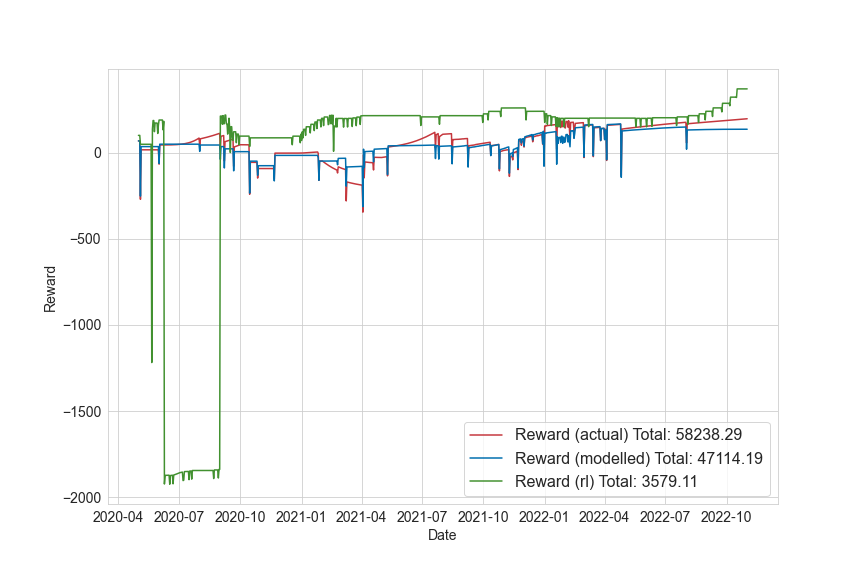 0
−500
−1000
−1500
−2000
Reward
Reward (actual) Total: 58238.29
Reward (modelled) Total: 47114.19
Reward (rl) Total: 3579.11
2020-04 2020-07 2020-10 2021-01 2021-04 2021-07 2021-10 2022-01 2022-04 2022-07 2022-10
Date